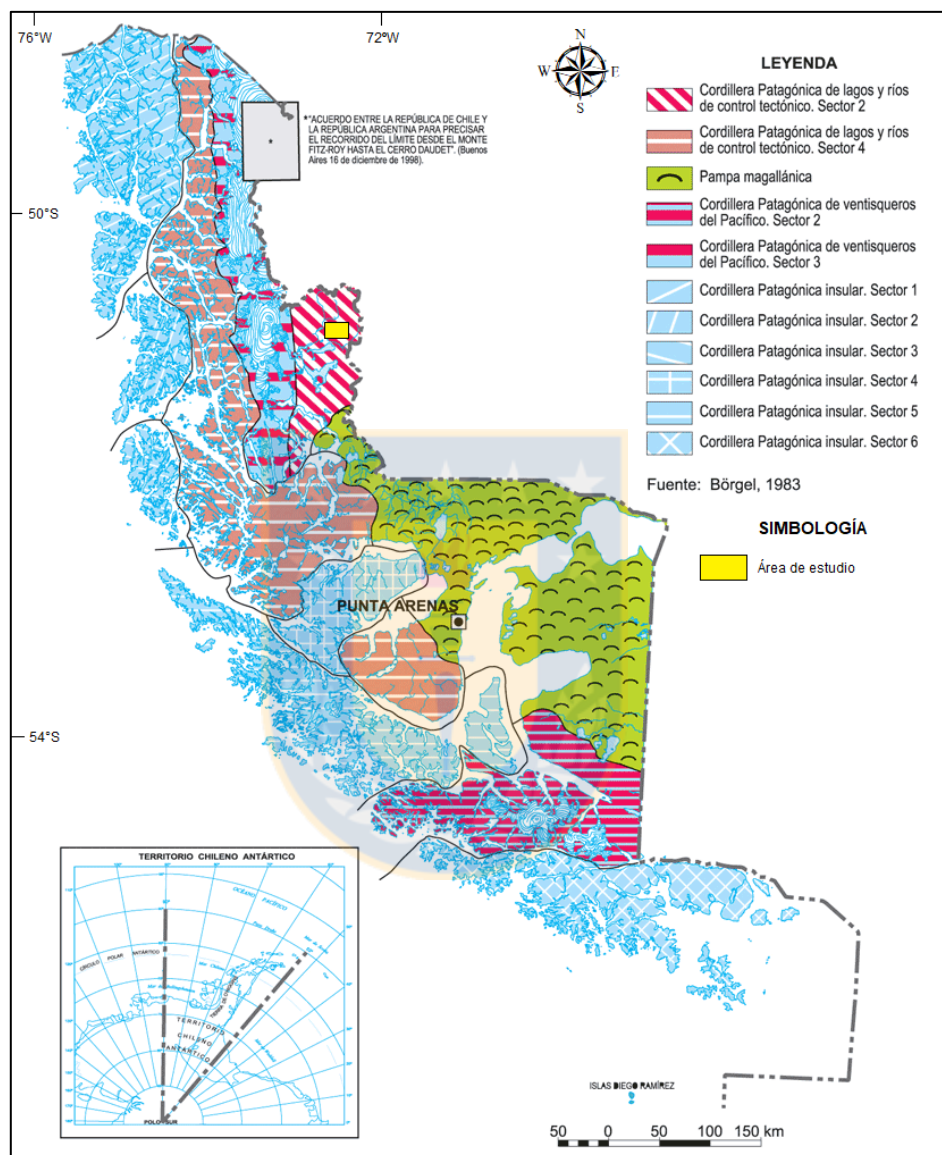 76°W
72°W
N
W
E
S
50°S
54°S
*"ACUERDO ENTRE LA REPÚBLICA DE CHILE Y
LA REPÚBLICA ARGENTINA PARA PRECISAR
EL RECORRIDO DEL LÍMITE DESDE EL MONTE
FITZ-ROY HASTA EL CERRO DAUDET". (Buenos
Aires 16 de diciembre de 1998).
*
LEYENDA
Cordillera Patagónica de lagos y ríos
de control tectónico. Sector 2
Cordillera Patagónica de lagos y ríos
de control tectónico. Sector 4
Pampa magallánica
Cordillera Patagónica de ventisqueros
del Pacífico. Sector 2
Cordillera Patagónica de ventisqueros
del Pacífico. Sector 3
Cordillera Patagónica insular. Sector 1
Cordillera Patagónica insular. Sector 2
Cordillera Patagónica insular. Sector 3
Cordillera Patagónica insular. Sector 4
Cordillera Patagónica insular. Sector 5
Cordillera Patagónica insular. Sector 6
Fuente: Börgel, 1983
SIMBOLOGÍA
Área de estudio
PUNTA ARENAS
TERRITORIO CHILENO ANTÁRTICO
OCÉANO PACÍFICO
CÍRCULO POLAR ANTÁRTICO
TERRITORIO
CHILENO
ANTÁRTICO
POLO SUR
ISLAS DIEGO RAMÍREZ
50 0 50 100 150 km